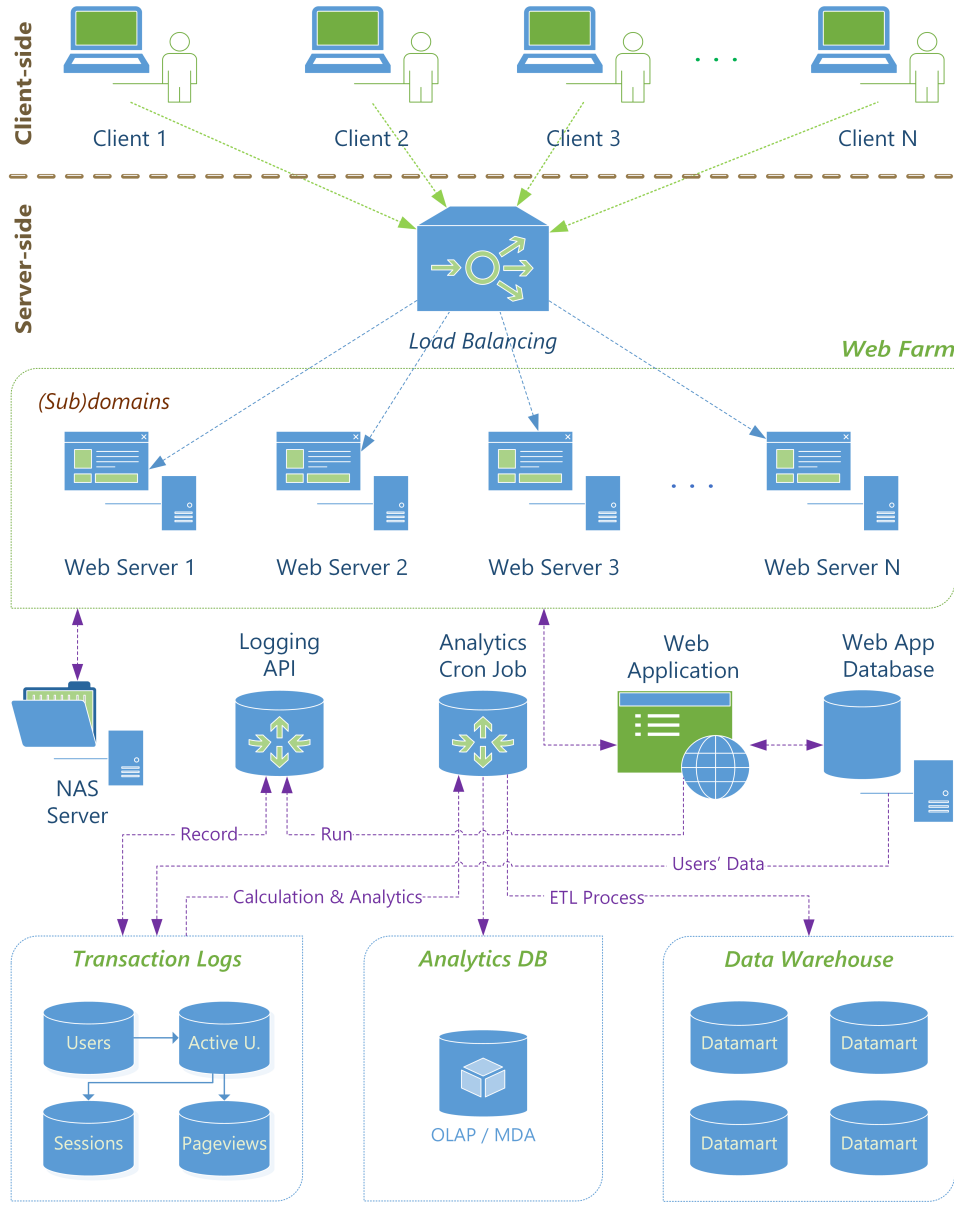 Client-side
Client 1
Client 2
Client 3
. . .
Client N
Server-side
Load Balancing
Web Farm
(Sub)domains
Web Server 1
Web Server 2
Web Server 3
. . .
Web Server N
Logging
API
Analytics
Cron Job
Web
Application
Web App
Database
NAS
Server
Record
Run
Users’ Data
Calculation & Analytics
ETL Process
Transaction Logs
Analytics DB
Data Warehouse
Users
Active U.
Sessions
Pageviews
OLAP / MDA
Datamart
Datamart
Datamart
Datamart